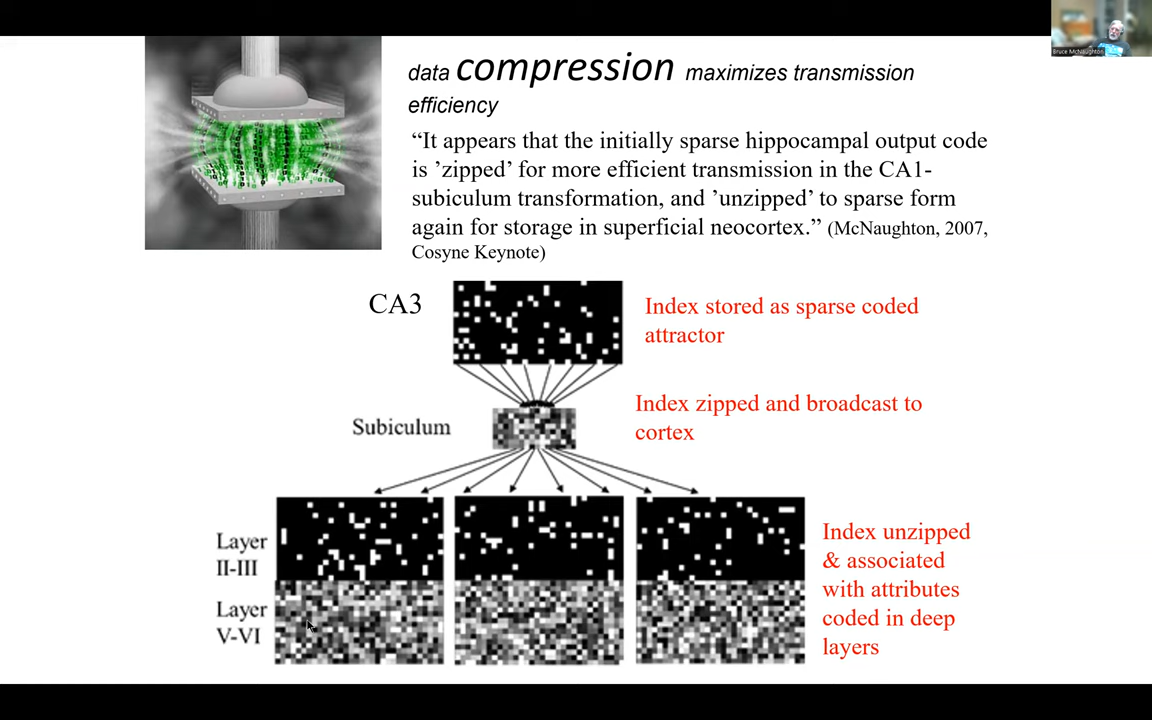 Bruce McNaughton
data compression maximizes transmission
efficiency
“It appears that the initially sparse hippocampal output code
is ’zipped’ for more efficient transmission in the CA1-
subiculum transformation, and ’unzipped’ to sparse form
again for storage in superficial neocortex.” (McNaughton, 2007,
Cosyne Keynote)
CA3
Index stored as sparse coded
attractor
Subiculum
Index zipped and broadcast to
cortex
Layer
II-III
Layer
V-VI
Index unzipped
& associated
with attributes
coded in deep
layers